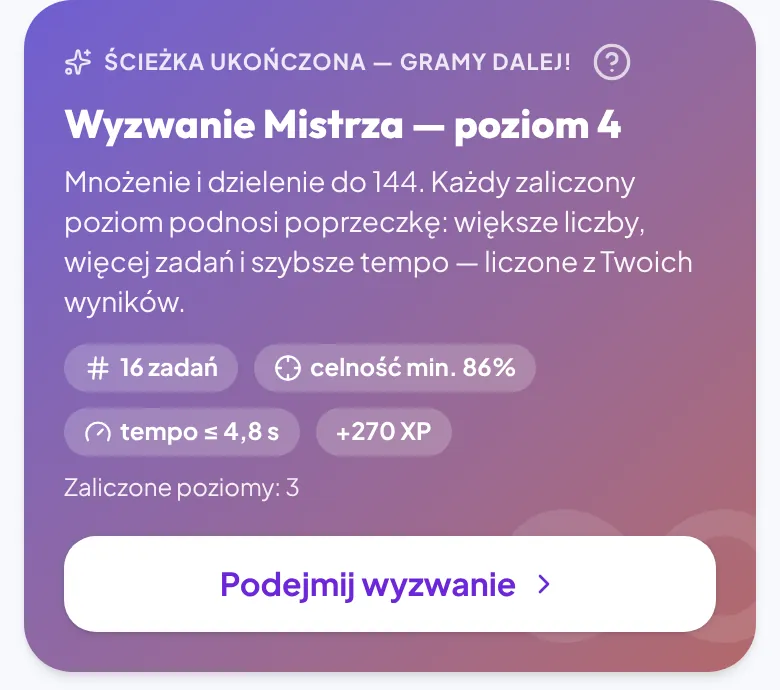 ŚCIEŻKA UKOŃCZONA — GRAMY DALEJ! ?
Wyzwanie Mistrza — poziom 4
Mnożenie i dzielenie do 144. Każdy zaliczony
poziom podnosi poprzeczkę: większe liczby,
więcej zadań i szybsze tempo — liczone z Twoich
wyników.
# 16 zadań
celność min. 86%
tempo ≤ 4,8 s
+270 XP
Zaliczone poziomy: 3
Podejmij wyzwanie